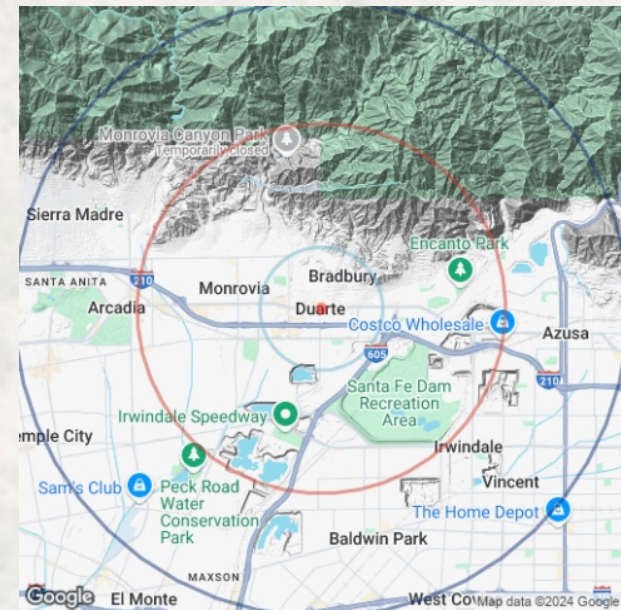 Monrovia Canyon Park
Temporarily closed
Sierra Madre
Encanto Park
Bradbury
SANTA ANITA
210
Monrovia
Arcadia
Duarte
Costco Wholesale
Azusa
605
210
Santa Fe Dam
Recreation
Area
Irwindale Speedway
emple City
Irwindale
Sam's Club
Peck Road
Water
Conservation
Park
Vincent
The Home Depot
Baldwin Park
MAXSON
Google
El Monte
West Cov
Map data ©2024 Google